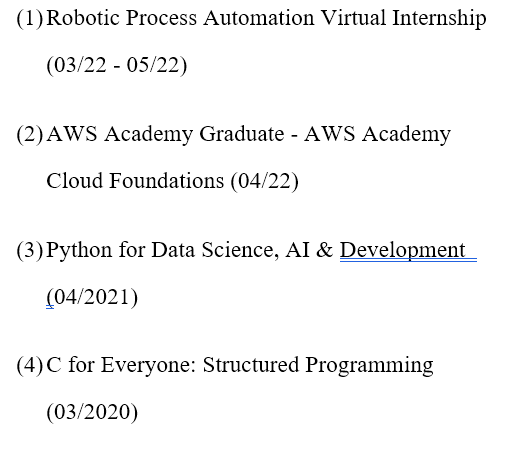 (1) Robotic Process Automation Virtual Internship
(03/22 - 05/22)
(2) AWS Academy Graduate - AWS Academy
Cloud Foundations (04/22)
(3) Python for Data Science, AI & Development
(04/2021)
(4) C for Everyone: Structured Programming
(03/2020)